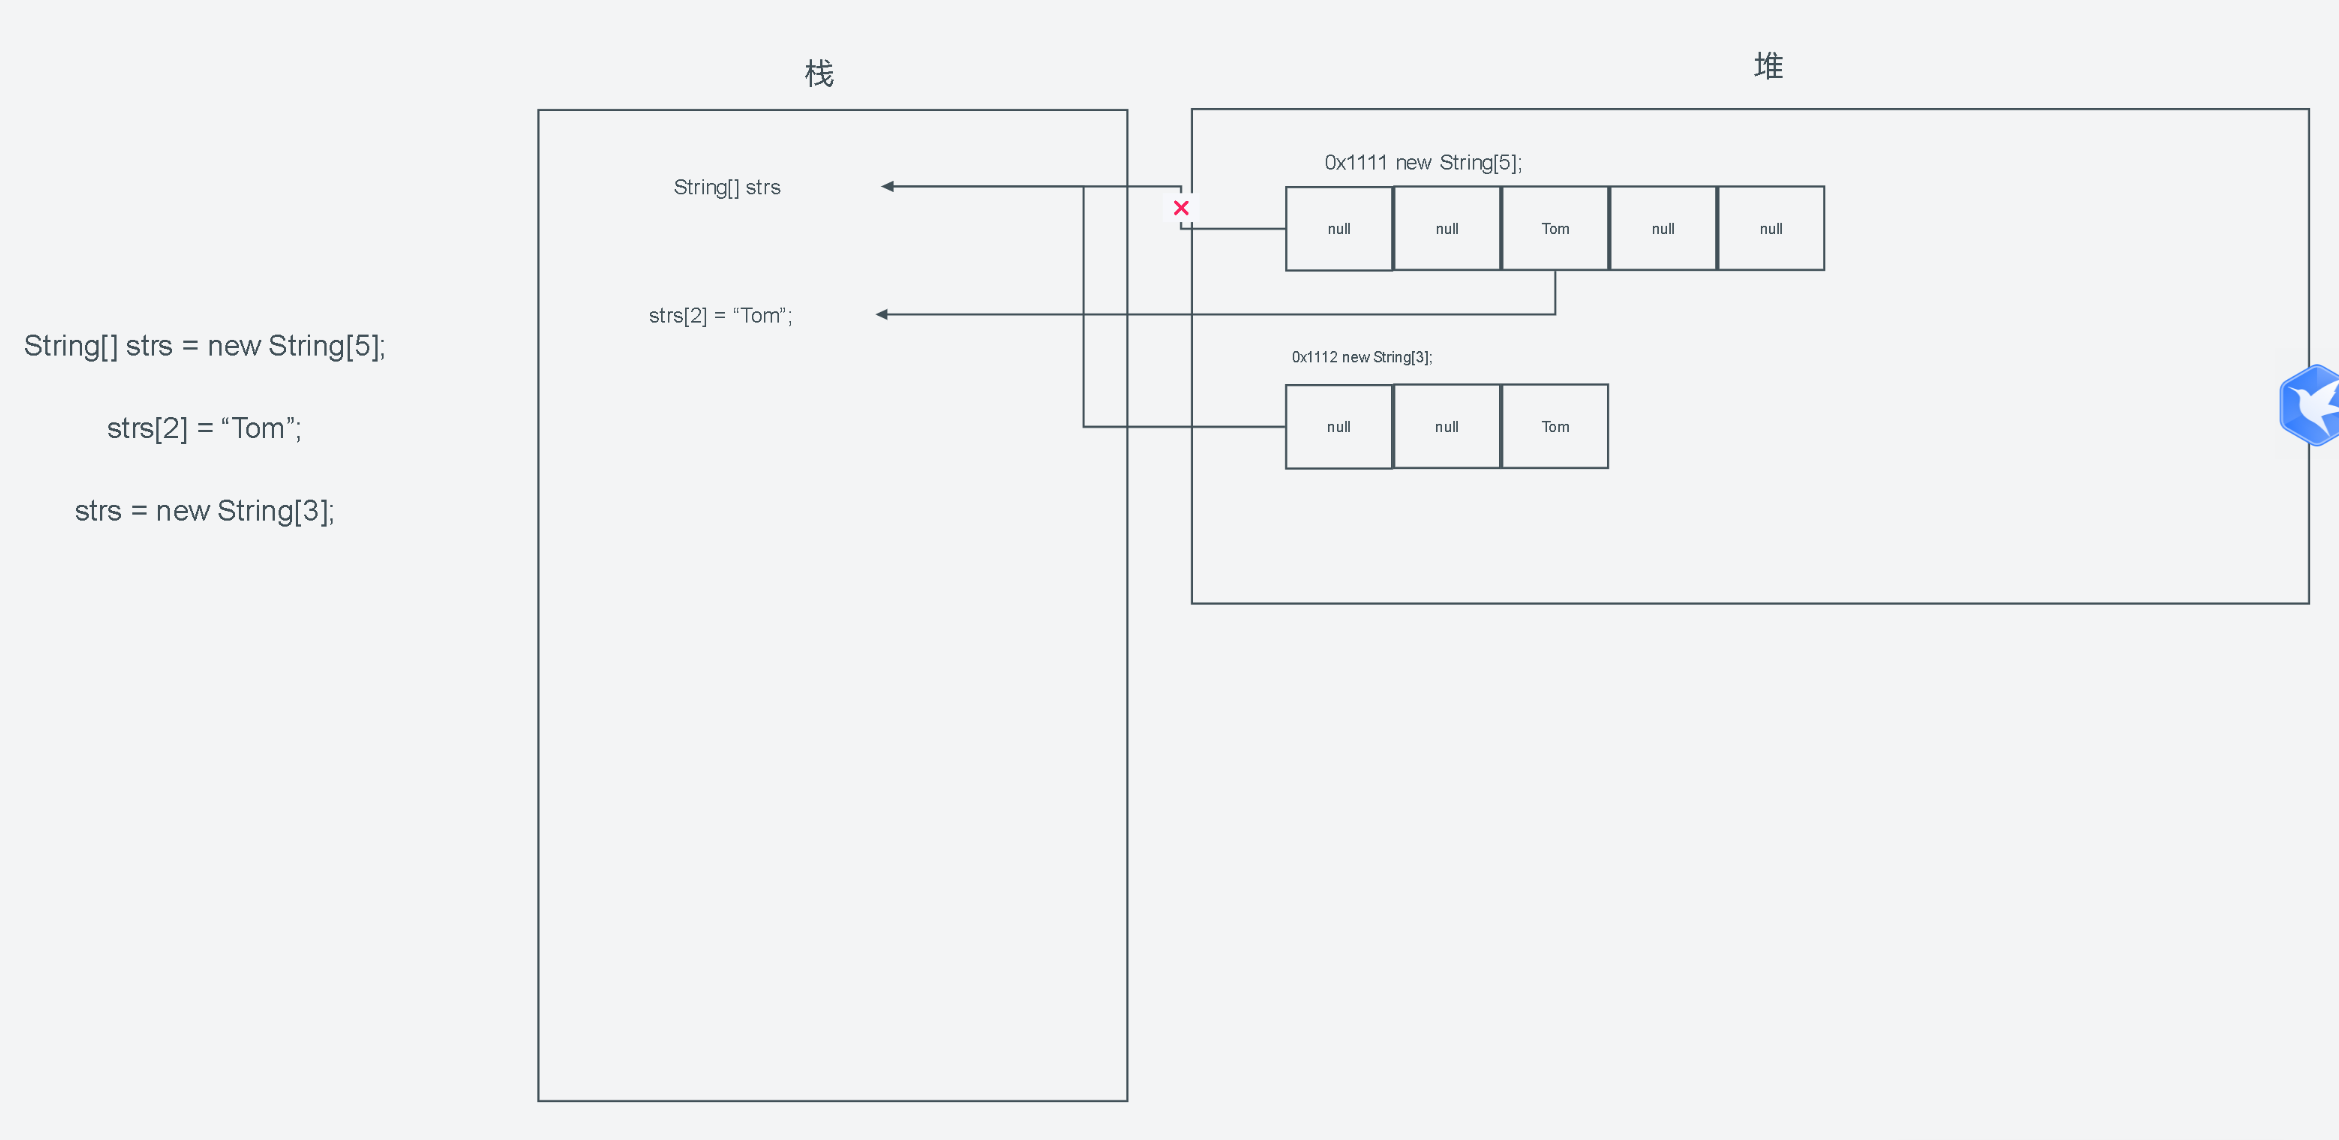 栈
堆
String[] strs = new String[5];
strs[2] = “Tom”;
strs = new String[3];
String[] strs
strs[2] = “Tom”;
0x1111 new String[5];
null null Tom null null
0x1112 new String[3];
null null Tom